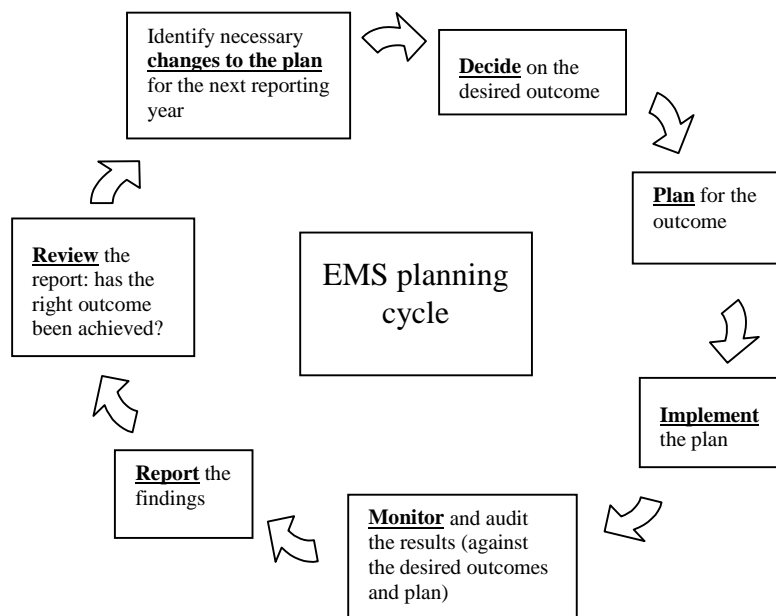 Identify necessary
changes to the plan
for the next reporting
year
Decide on the
desired outcome
Plan for the
outcome
Implement
the plan
Monitor and audit
the results (against
the desired outcomes
and plan)
Report the
findings
Review the
report: has the
right outcome
been achieved?
EMS planning
cycle